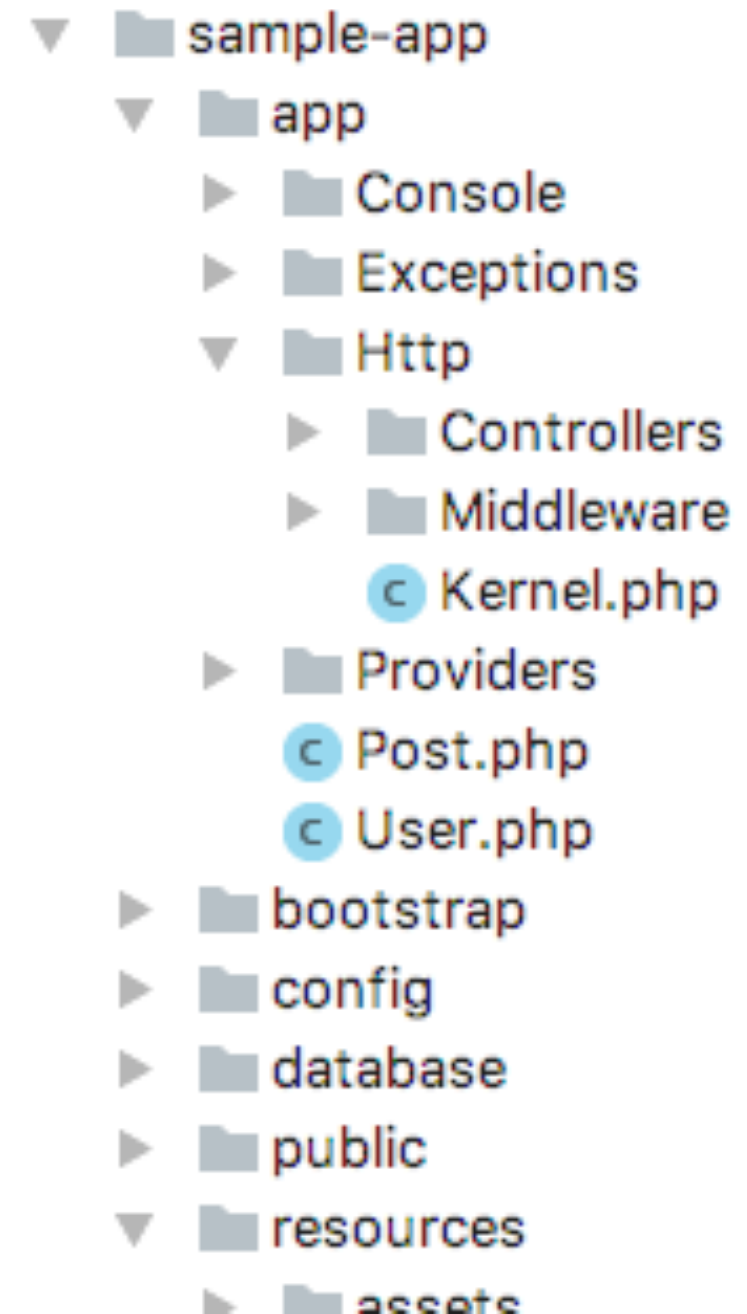 sample-app
app
Console
Exceptions
Http
Controllers
Middleware
C Kernel.php
Providers
C Post.php
C User.php
bootstrap
config
database
public
resources
assets